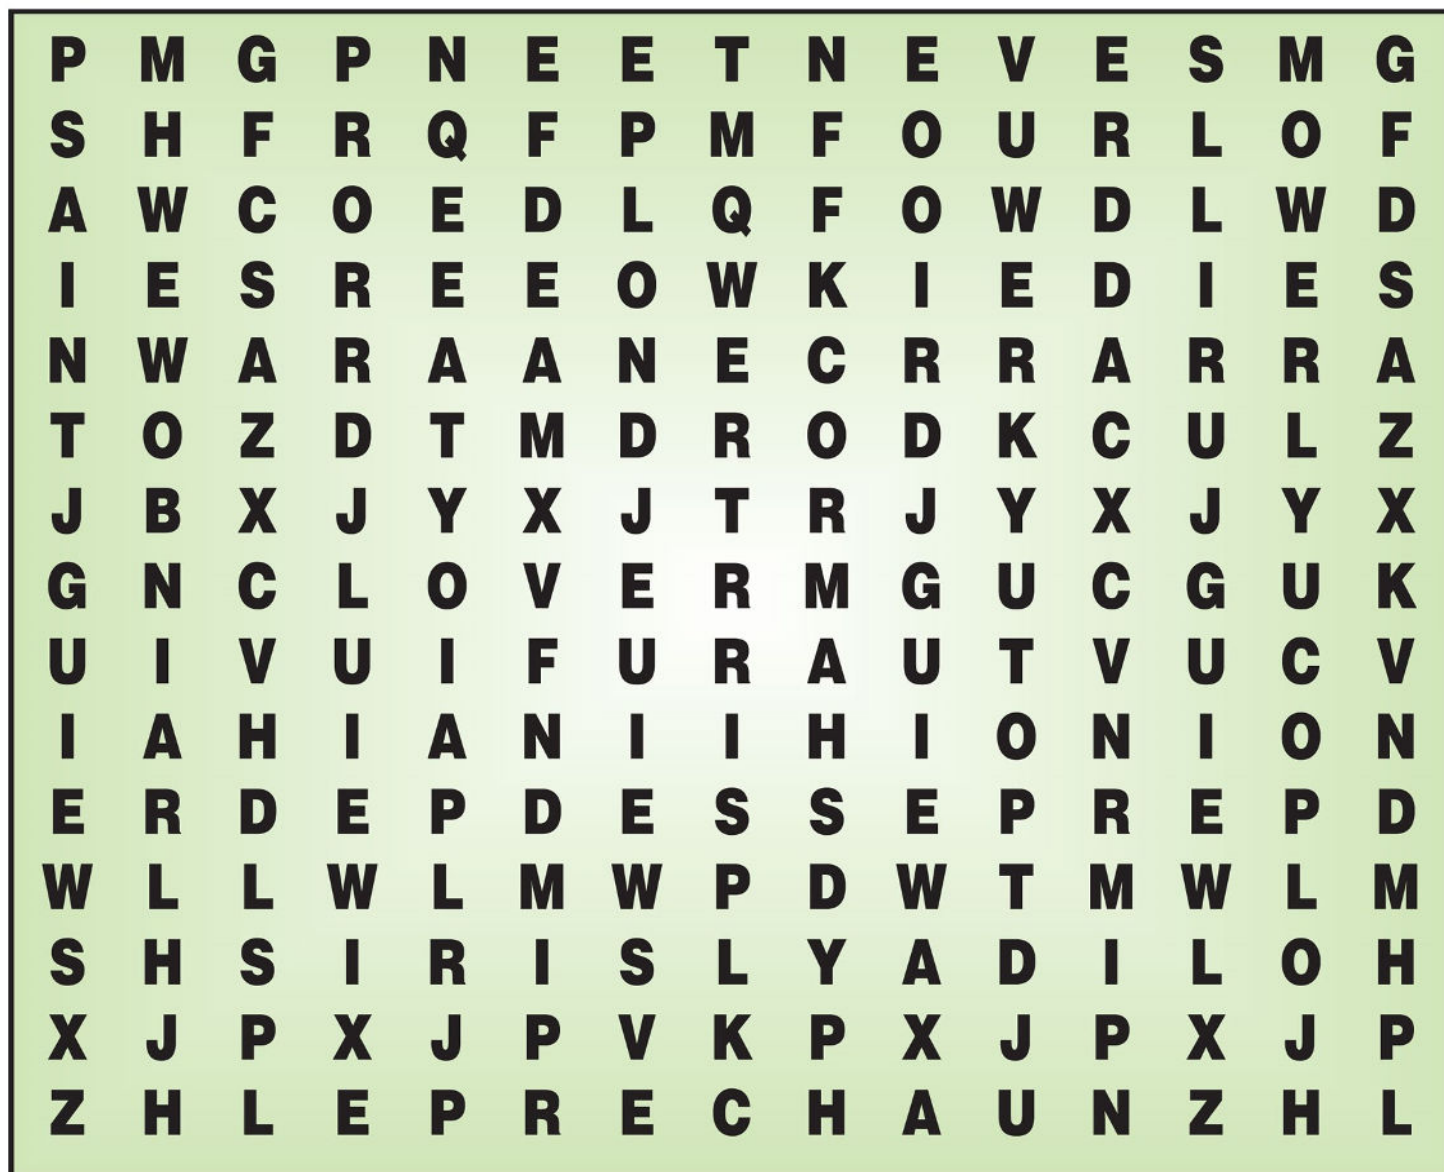 P M G P N E E T N E V E S M G
S H F R Q F P M F O U R L O F
A W C O E D L Q F O W D L W D
I E S R E E O W K I E D I E S
N W A R A A N E C R R A R R A
T O Z D T M D R O D K C U L Z
J B X J Y X J T R J Y X J Y X
G N C L O V E R M G U C G U K
U I V U I F U R A U T V U C V
I A H I A N I I H I O N I O N
E R D E P D E S S E P R E P D
W L L W L M W P D W T M W L M
S H S I R I S L Y A D I L O H
X J P X J P V K P X J P X J P
Z H L E P R E C H A U N Z H L